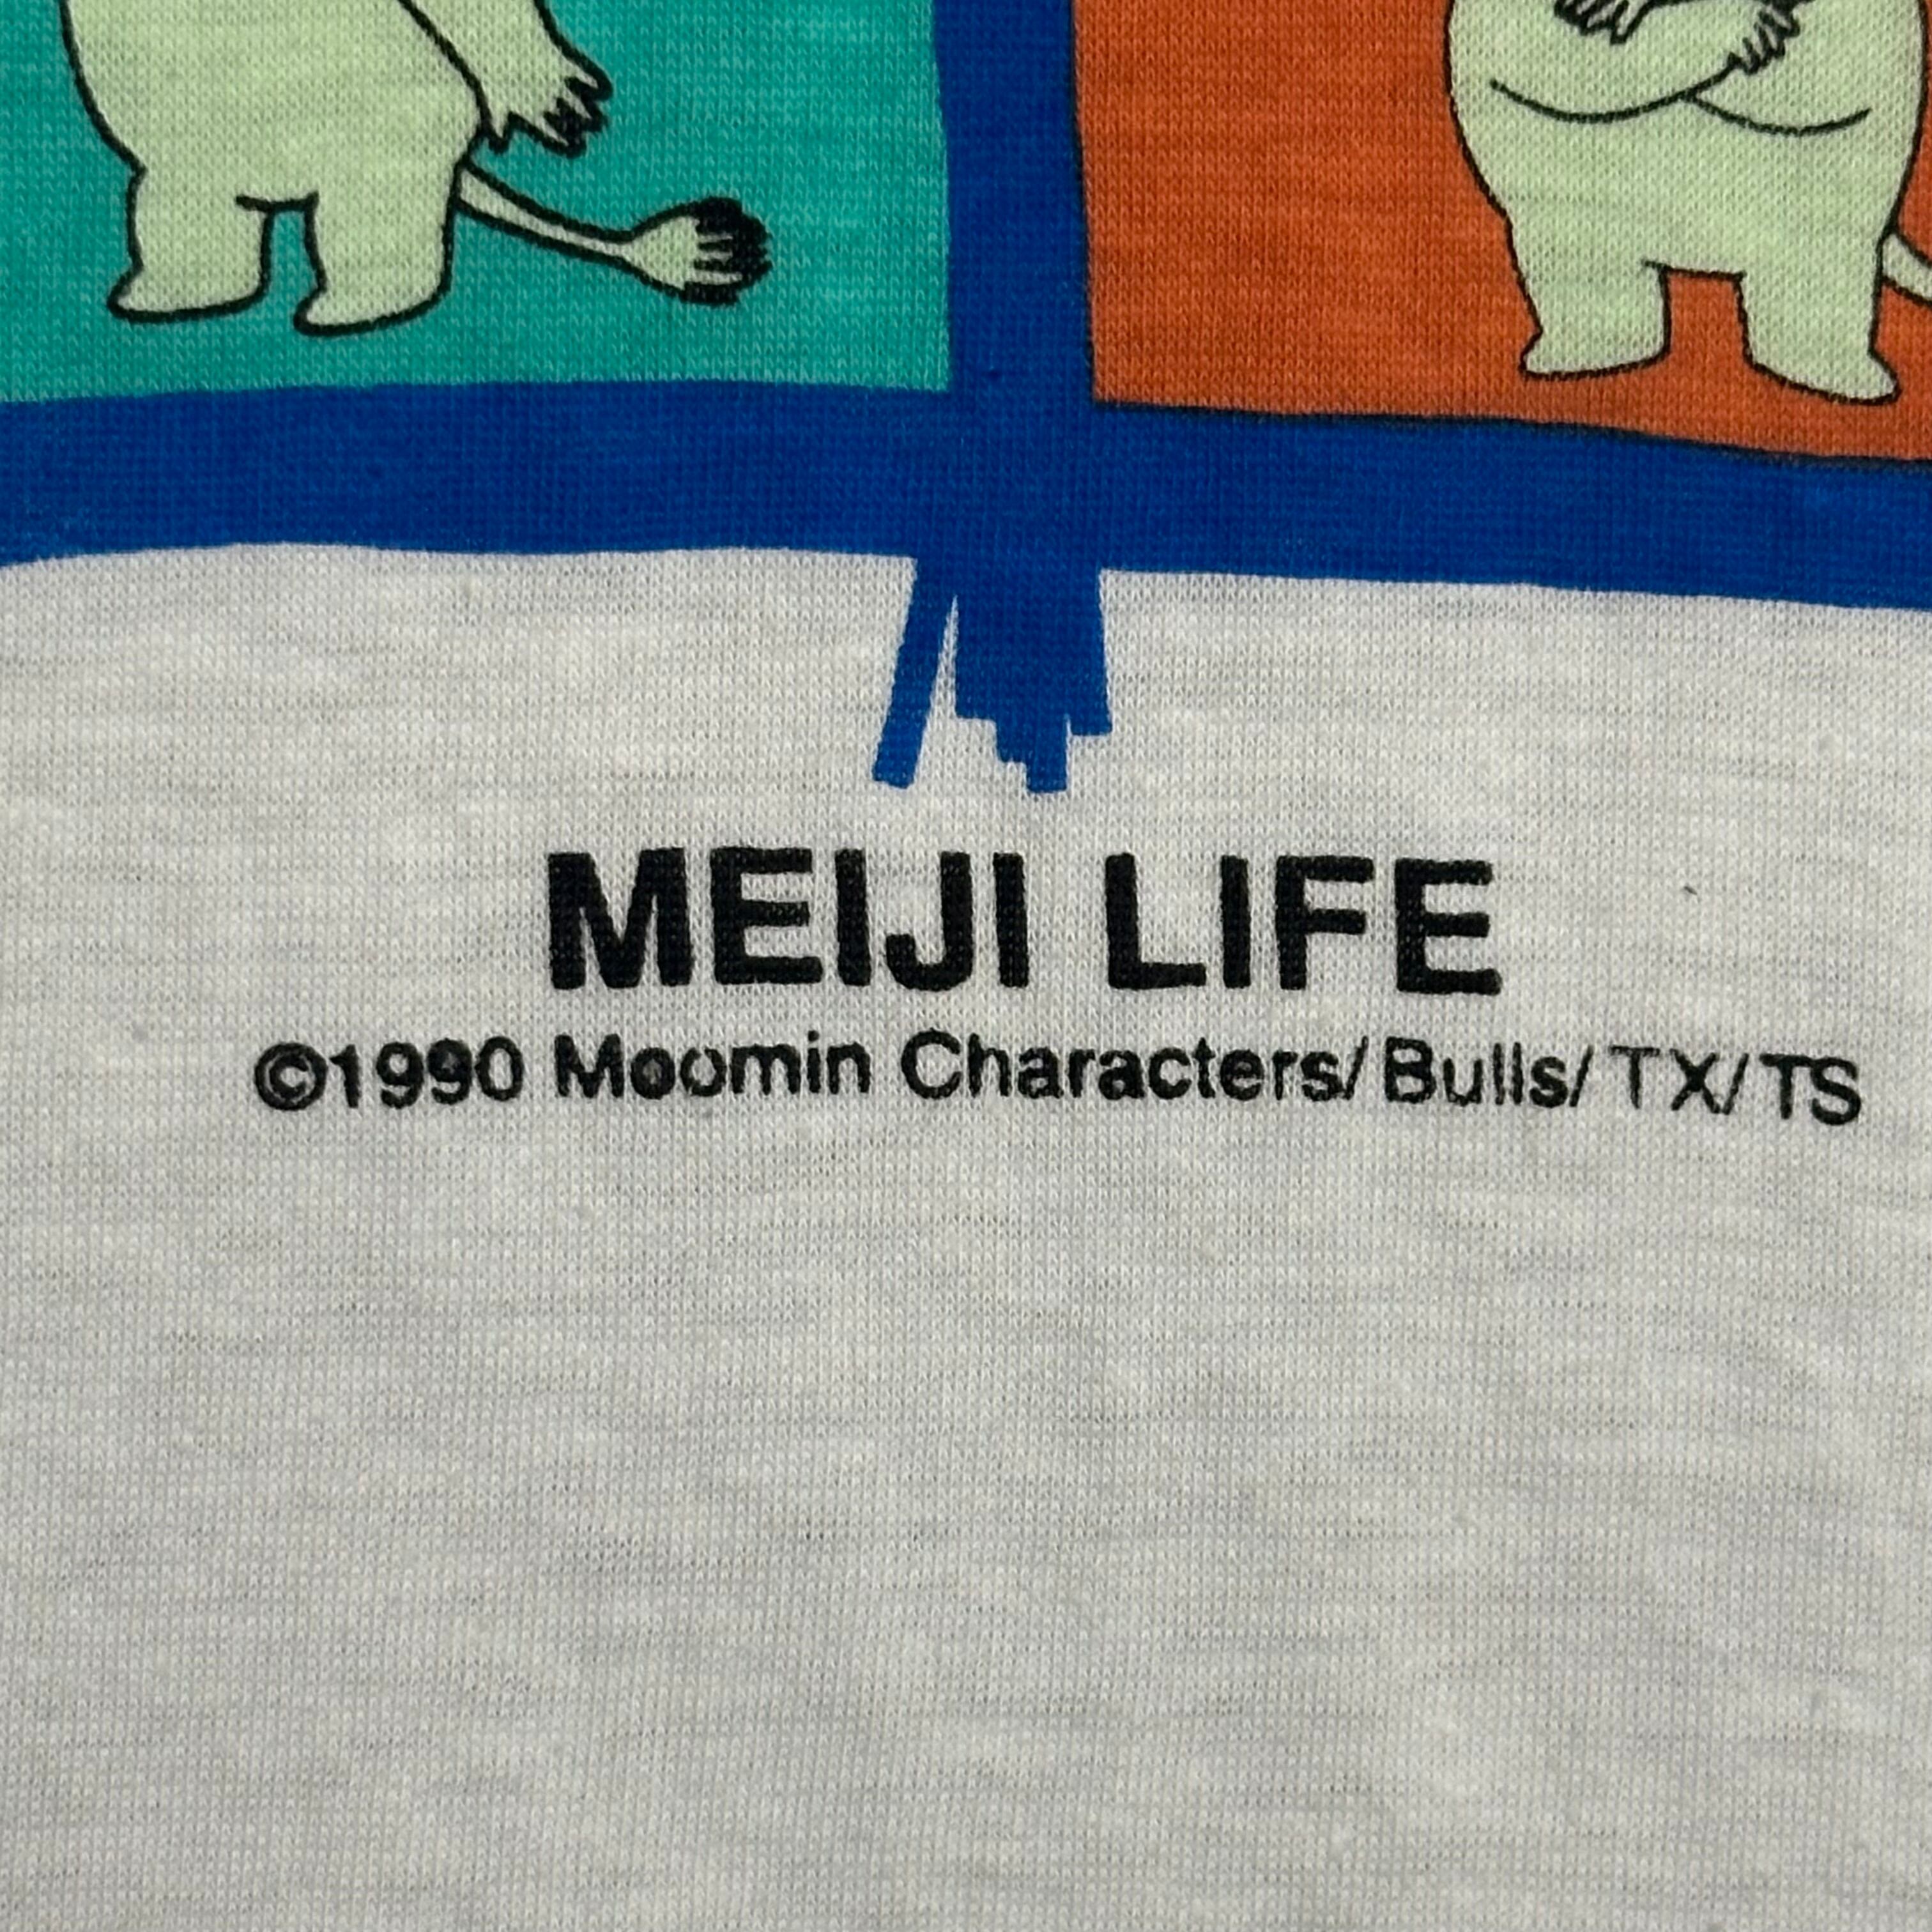 MEIJI LIFE
©1990 Moomin Characters/Bulls/TX/TS